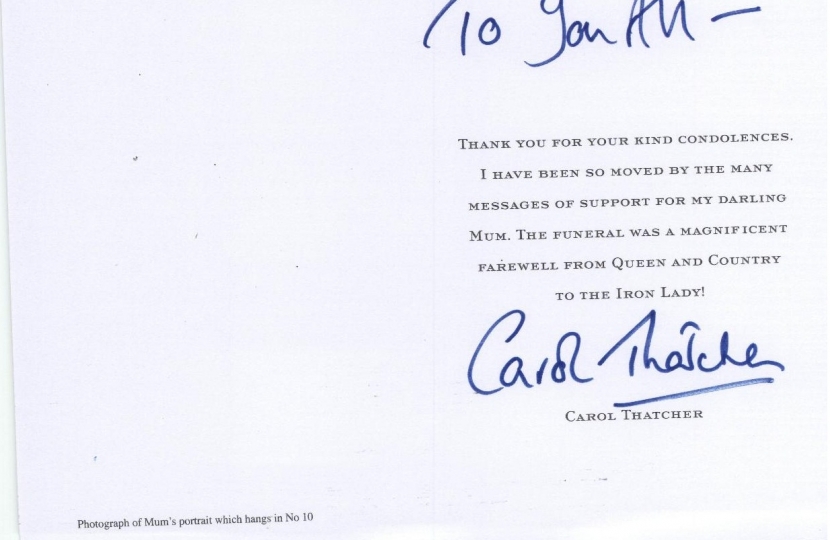 To You All –
THANK YOU FOR YOUR KIND CONDOLENCES.
I HAVE BEEN SO MOVED BY THE MANY
MESSAGES OF SUPPORT FOR MY DARLING
MUM. THE FUNERAL WAS A MAGNIFICENT
FAREWELL FROM QUEEN AND COUNTRY
TO THE IRON LADY!
Carol Thatcher
CAROL THATCHER
Photograph of Mum's portrait which hangs in No 10